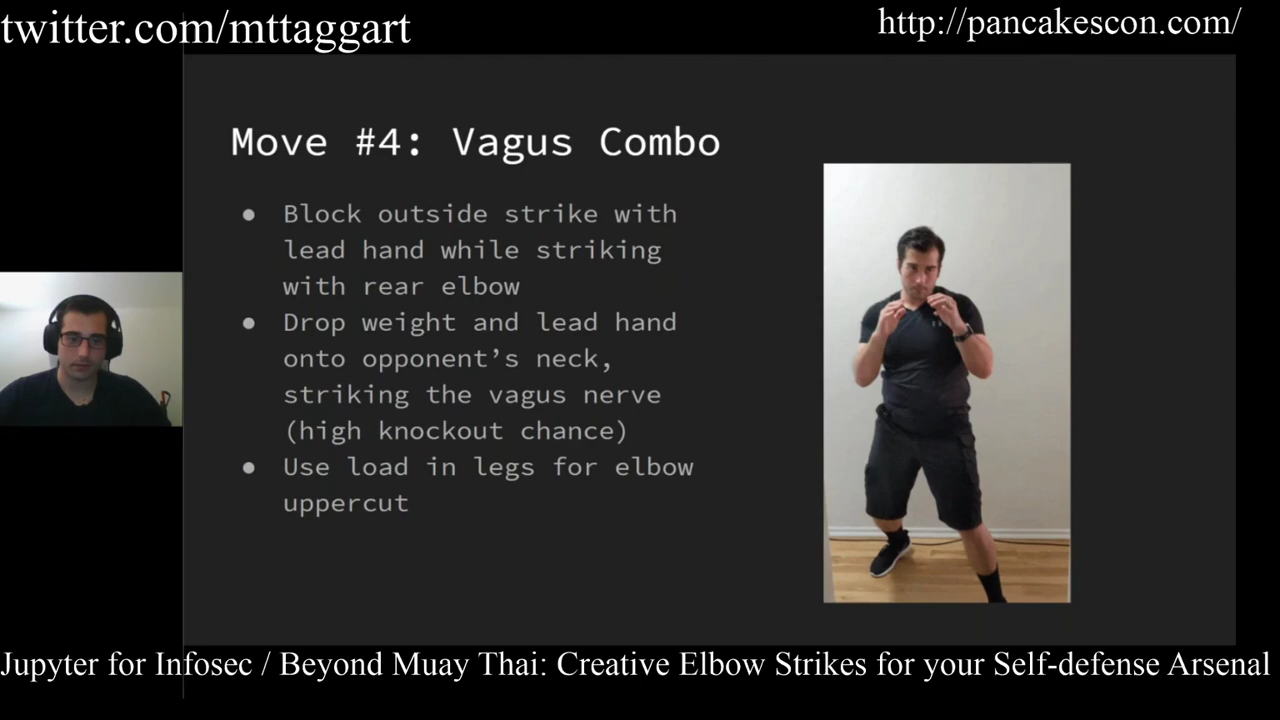 twitter.com/mttaggart
http://pancakescon.com/
Move #4: Vagus Combo
● Block outside strike with
lead hand while striking
with rear elbow
● Drop weight and lead hand
onto opponent’s neck,
striking the vagus nerve
(high knockout chance)
● Use load in legs for elbow
uppercut
Jupyter for Infosec / Beyond Muay Thai: Creative Elbow Strikes for your Self-defense Arsenal